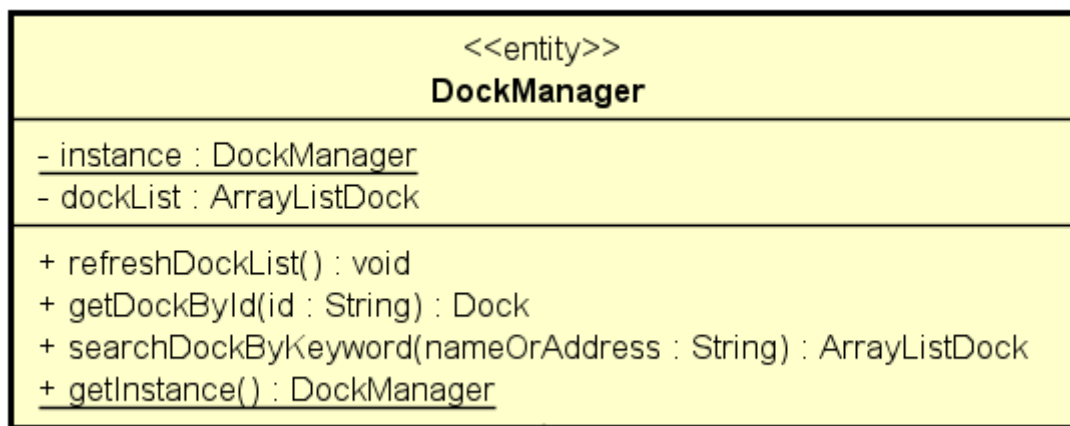 <<entity>>
DockManager
- instance : DockManager
- dockList : ArrayListDock
+ refreshDockList() : void
+ getDockById(id : String) : Dock
+ searchDockByKeyword(nameOrAddress : String) : ArrayListDock
+ getInstance() : DockManager